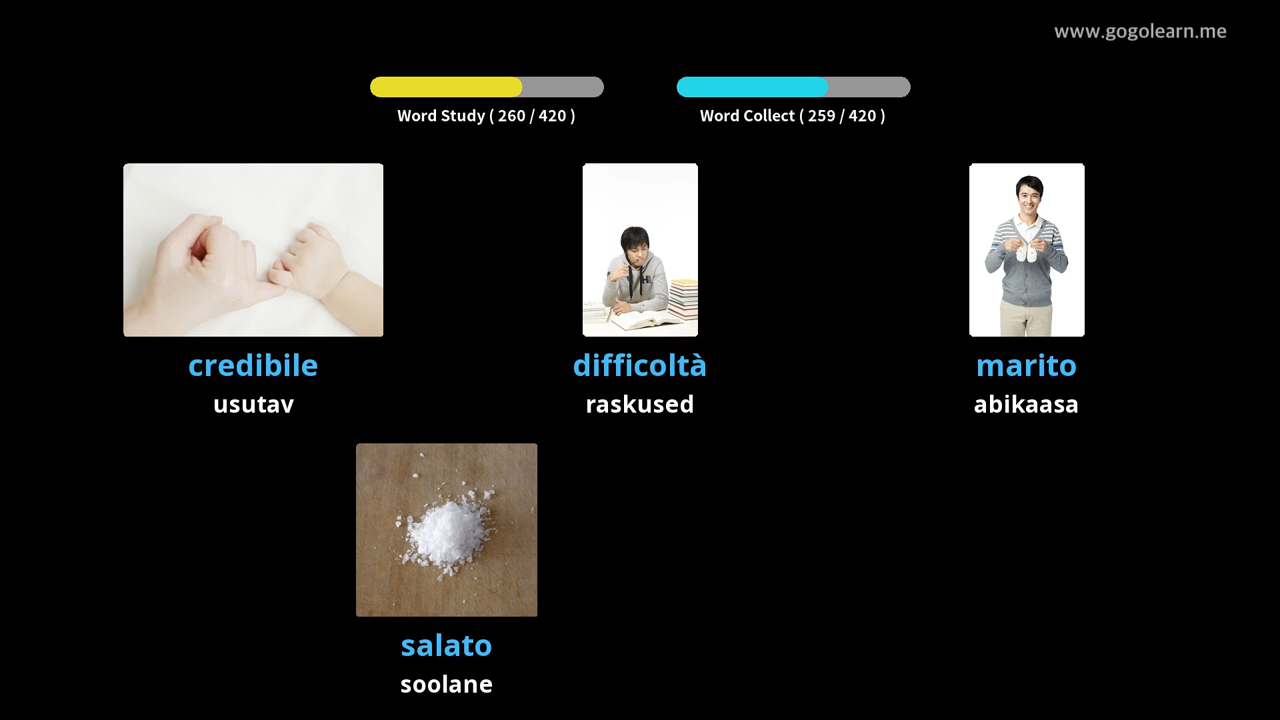 www.gogolearn.me
Word Study ( 260 / 420 )
Word Collect ( 259 / 420 )
credibile
usutav
difficoltà
raskused
marito
abikaasa
salato
soolane